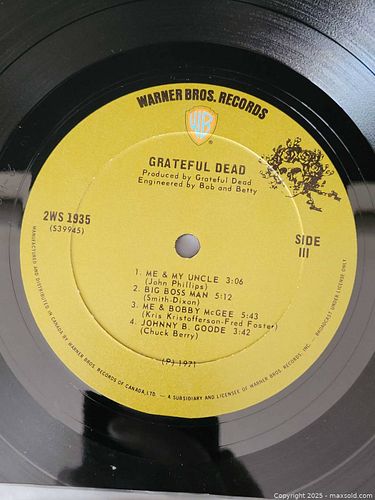 WARNER BROS. RECORDS
WB
®
GRATEFUL DEAD
Produced by Grateful Dead
Engineered by Bob and Betty
2WS 1935
(S39945)
SIDE
III
1. ME & MY UNCLE 3:06
(John Phillips)
2. BIG BOSS MAN 5:12
(Smith-Dixon)
3. ME & BOBBY McGEE 5:43
(Kris Kristofferson-Fred Foster)
4. JOHNNY B. GOODE 3:42
(Chuck Berry)
(P) 1971
MANUFACTURED AND DISTRIBUTED IN CANADA BY WARNER BROS. RECORDS OF CANADA, LTD. — A SUBSIDIARY AND LICENSEE OF WARNER BROS. RECORDS, INC. BROADCAST UNDER LICENSE ONLY.
Copyright © 2025 - maxsold.com